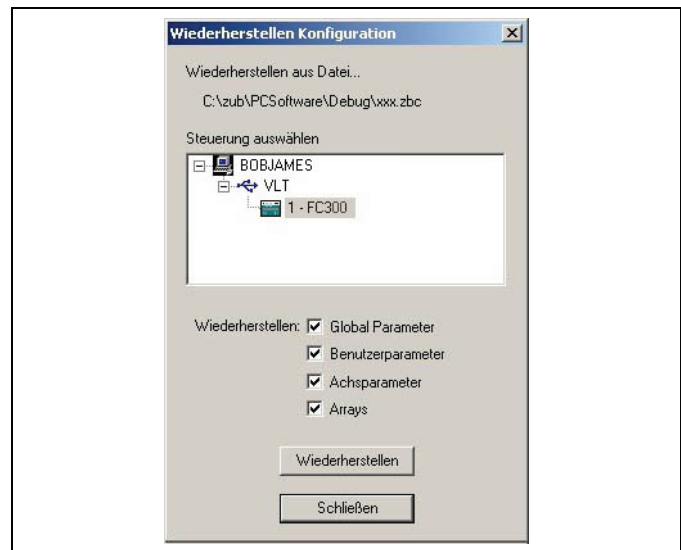 Wiederherstellen Konfiguration
Wiederherstellen aus Datei...
C:\zub\PCSoftware\Debug\xxx.zbc
Steuerung auswählen
BOBJAMES
VLT
1 - FC300
Wiederherstellen: Global Parameter
Benutzerparameter
Achsparameter
Arrays
Wiederherstellen
Schließen